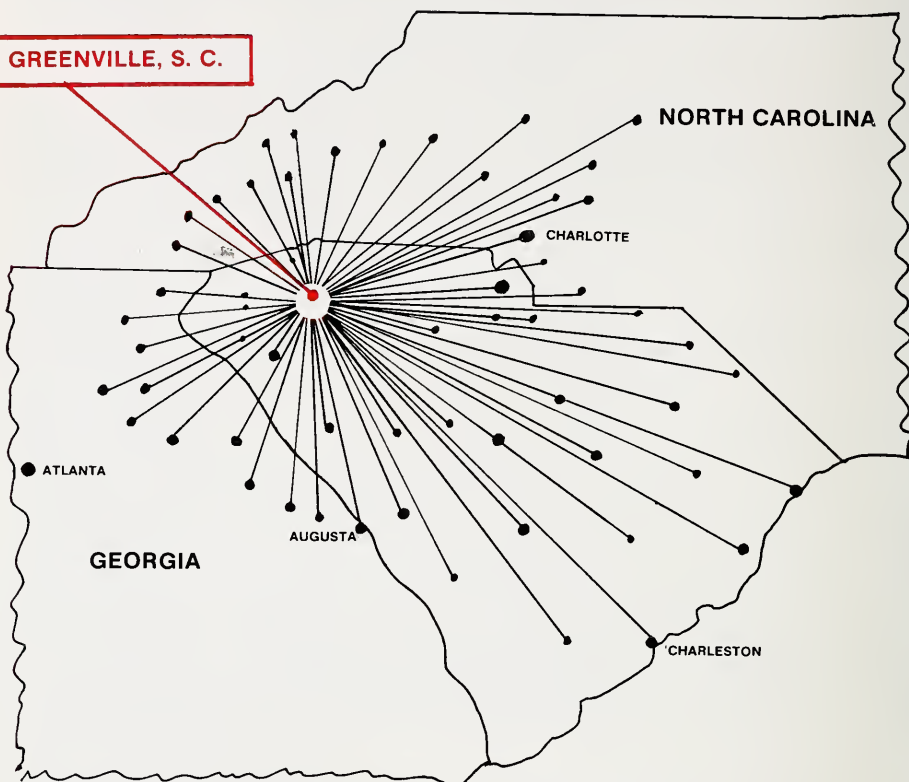 GREENVILLE, S. C.
NORTH CAROLINA
CHARLOTTE
ATLANTA
AUGUSTA
GEORGIA
CHARLESTON